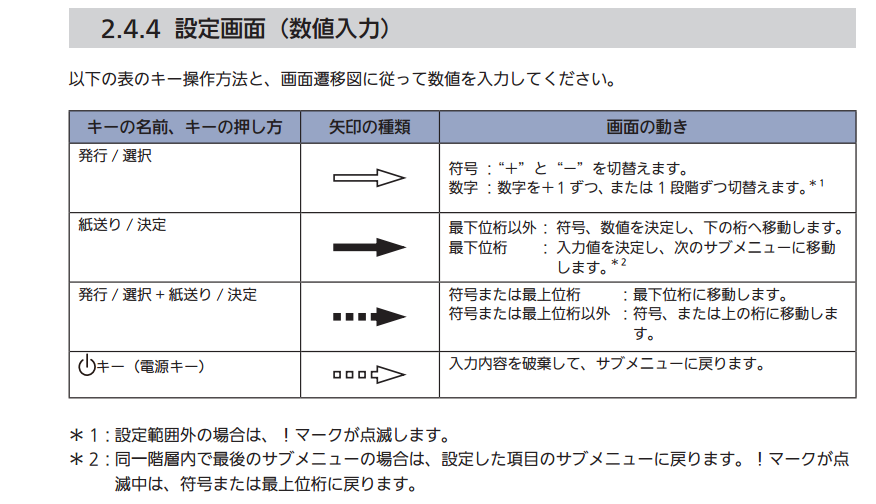 2.4.4 設定画面（数値入力）
以下の表のキー操作方法と、画面遷移図に従って数値を入力してください。
キーの名前、キーの押し方 矢印の種類 画面の動き
発行 / 選択
符号 ：“＋”と“－”を切替えます。
数字 ：数字を＋1ずつ、または1段階ずつ切替えます。＊1
紙送り / 決定
最下位桁以外 ：符号、数値を決定し、下の桁へ移動します。
最下位桁 ：入力値を決定し、次のサブメニューに移動
します。＊2
発行 / 選択 + 紙送り / 決定
符号または最上位桁 ：最下位桁に移動します。
符号または最上位桁以外 ：符号、または上の桁に移動しま
す。
キー（電源キー）
入力内容を破棄して、サブメニューに戻ります。
＊1：設定範囲外の場合は、！マークが点滅します。
＊2：同一階層内で最後のサブメニューの場合は、設定した項目のサブメニューに戻ります。！マークが点
滅中は、符号または最上位桁に戻ります。